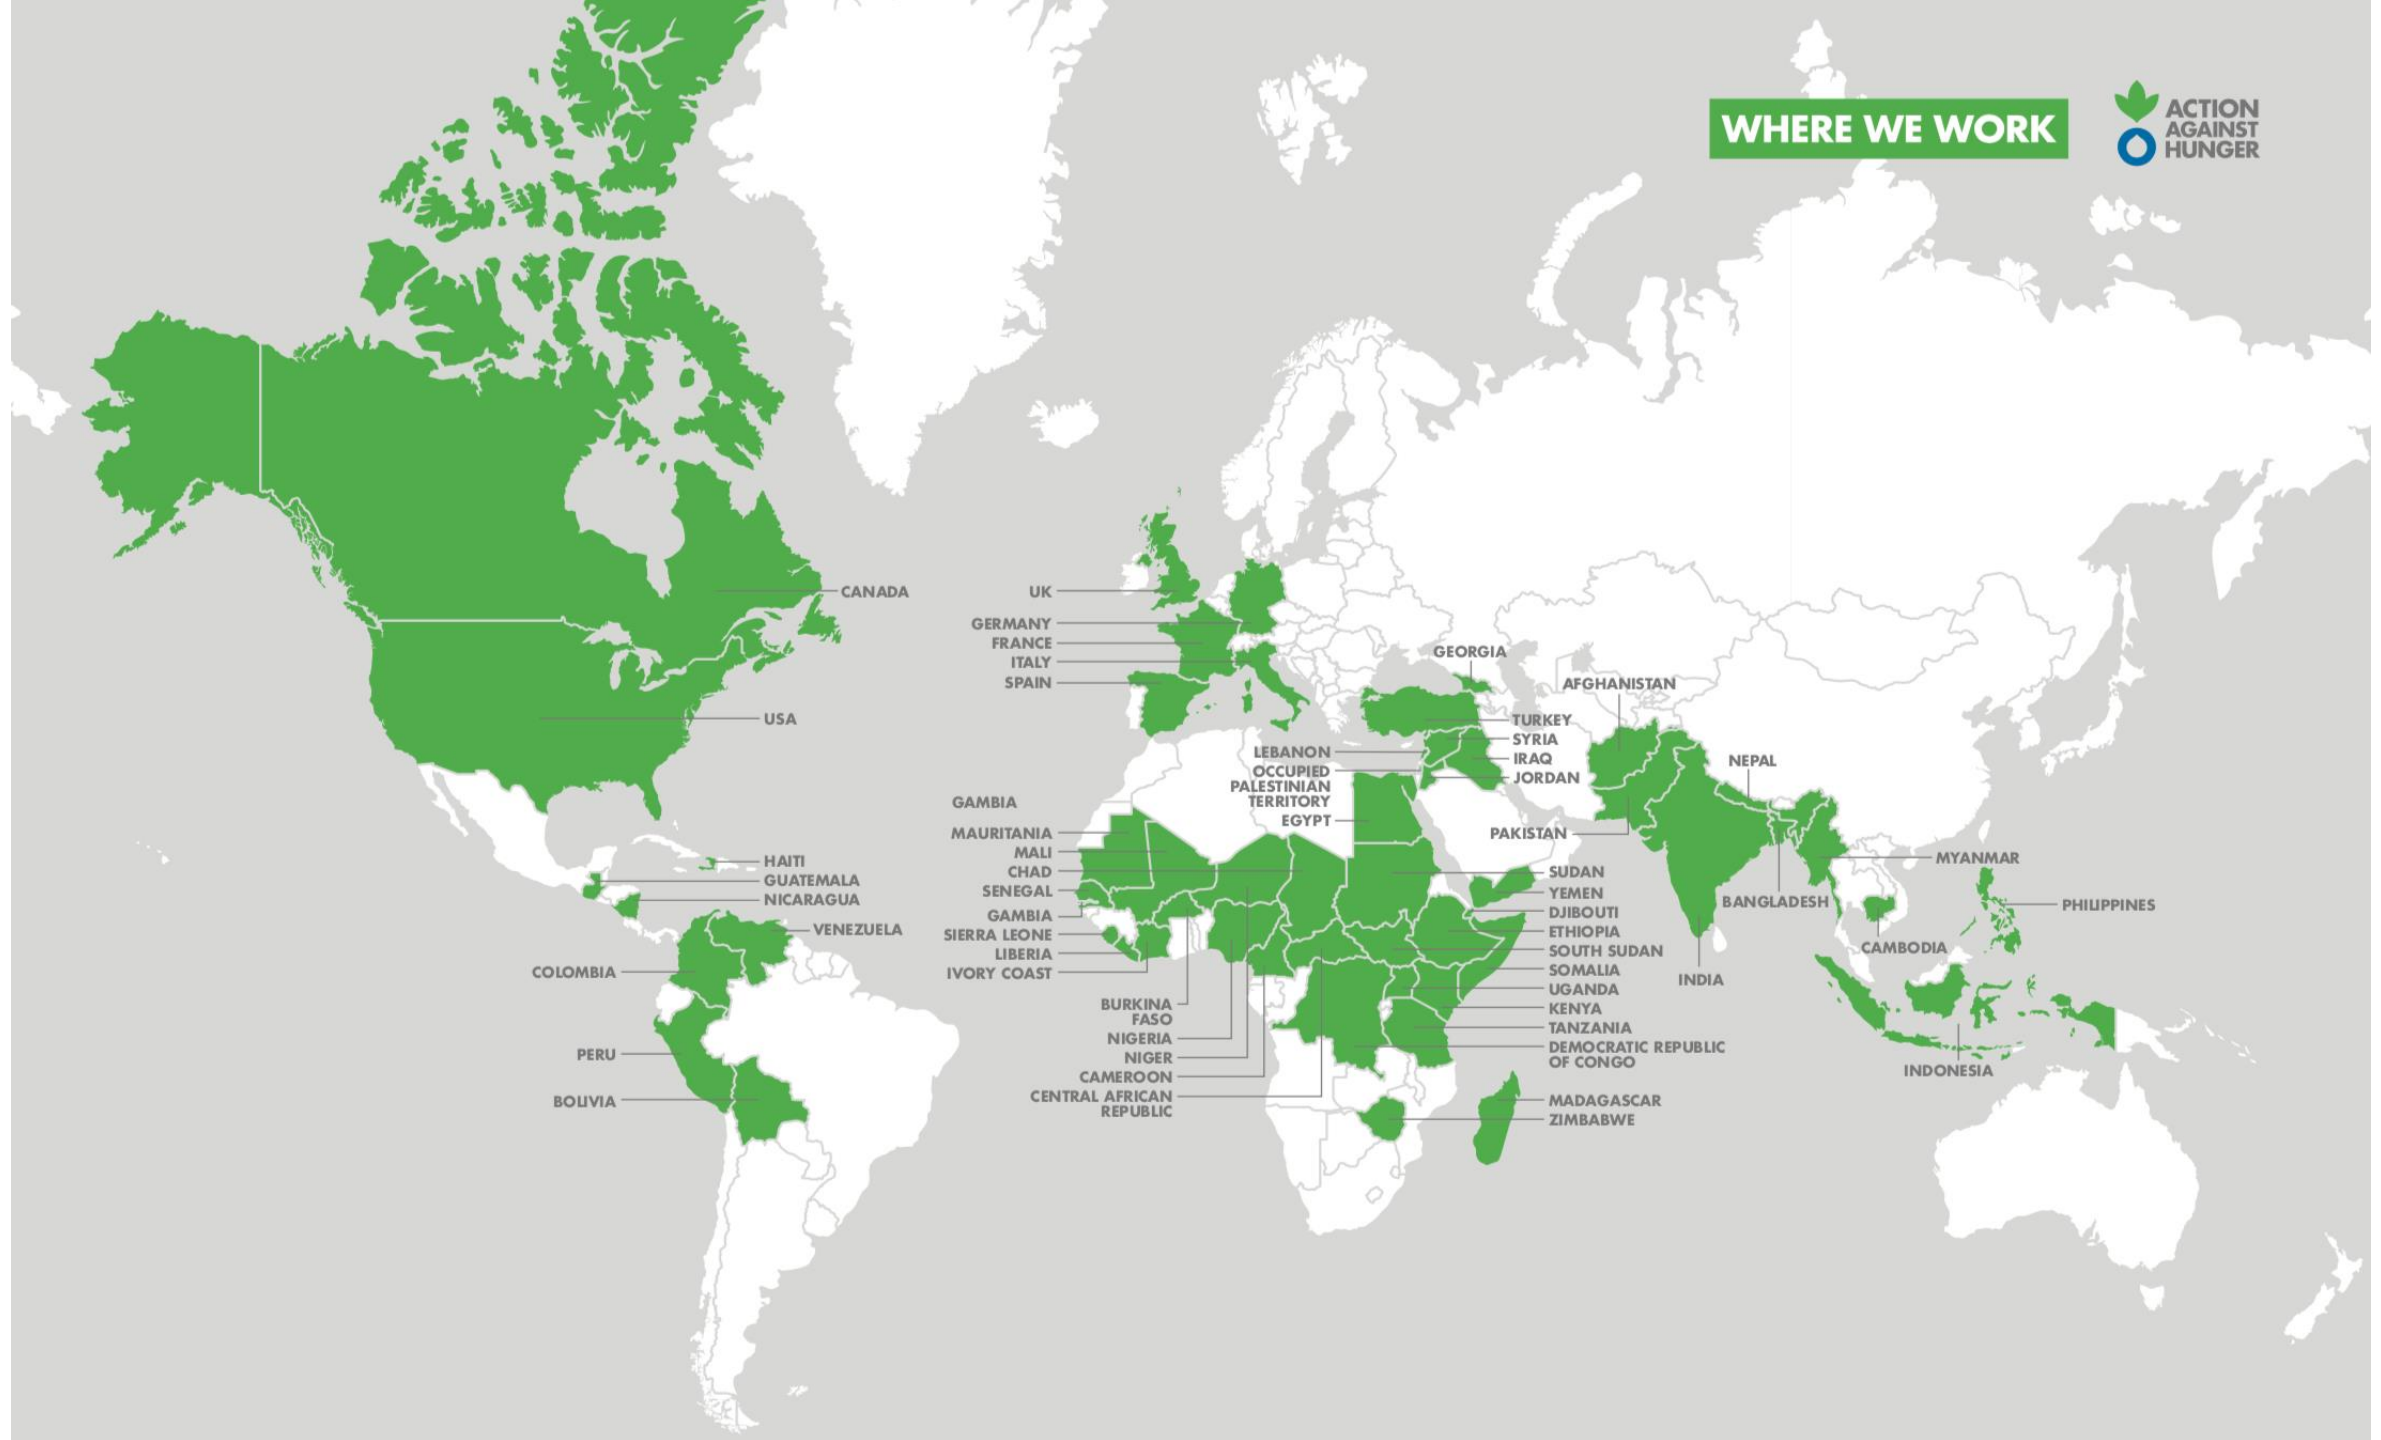 WHERE WE WORK
ACTION
AGAINST
HUNGER
CANADA
USA
HAITI
GUATEMALA
NICARAGUA
VENEZUELA
COLOMBIA
PERU
BOLIVIA
UK
GERMANY
FRANCE
ITALY
SPAIN
GEORGIA
AFGHANISTAN
TURKEY
SYRIA
IRAQ
JORDAN
LEBANON
OCCUPIED
PALESTINIAN
TERRITORY
EGYPT
NEPAL
PAKISTAN
GAMBIA
MAURITANIA
MALI
CHAD
SENEGAL
GAMBIA
SIERRA LEONE
LIBERIA
IVORY COAST
BURKINA
FASO
NIGERIA
NIGER
CAMEROON
CENTRAL AFRICAN
REPUBLIC
SUDAN
YEMEN
DJIBOUTI
ETHIOPIA
SOUTH SUDAN
SOMALIA
UGANDA
KENYA
TANZANIA
DEMOCRATIC REPUBLIC
OF CONGO
MADAGASCAR
ZIMBABWE
MYANMAR
BANGLADESH
PHILIPPINES
CAMBODIA
INDIA
INDONESIA